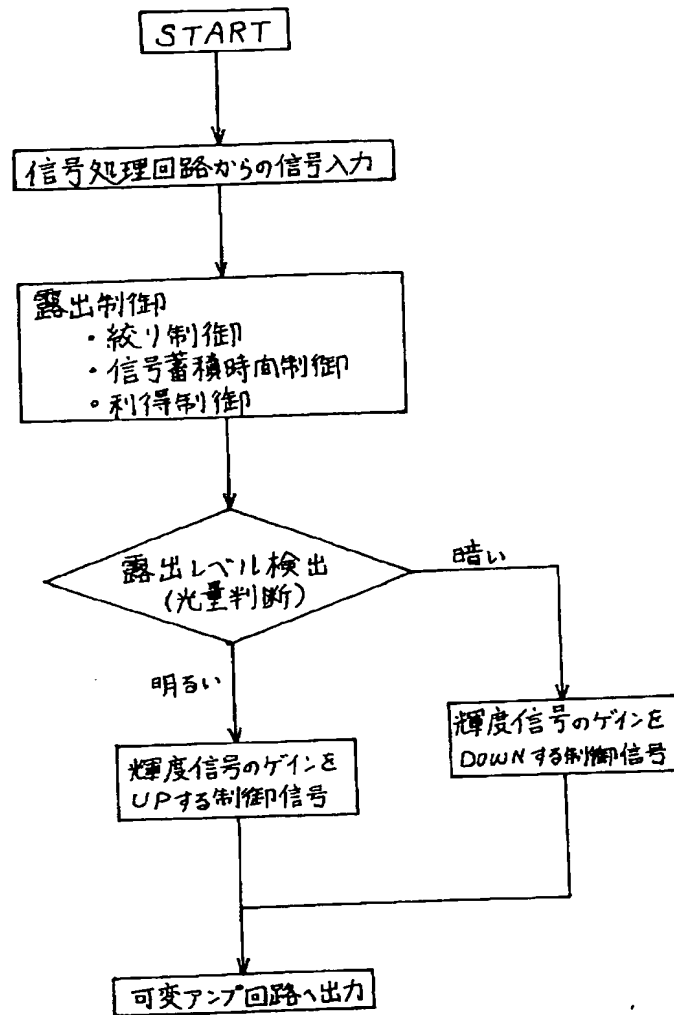 START
信号処理回路からの信号入力
露出制御
・絞り制御
・信号蓄積時間制御
・利得制御
露出レベル検出
(光量判断)
暗い
明るい
輝度信号のゲインを
DOWNする制御信号
輝度信号のゲインを
UPする制御信号
可変アンプ回路へ出力